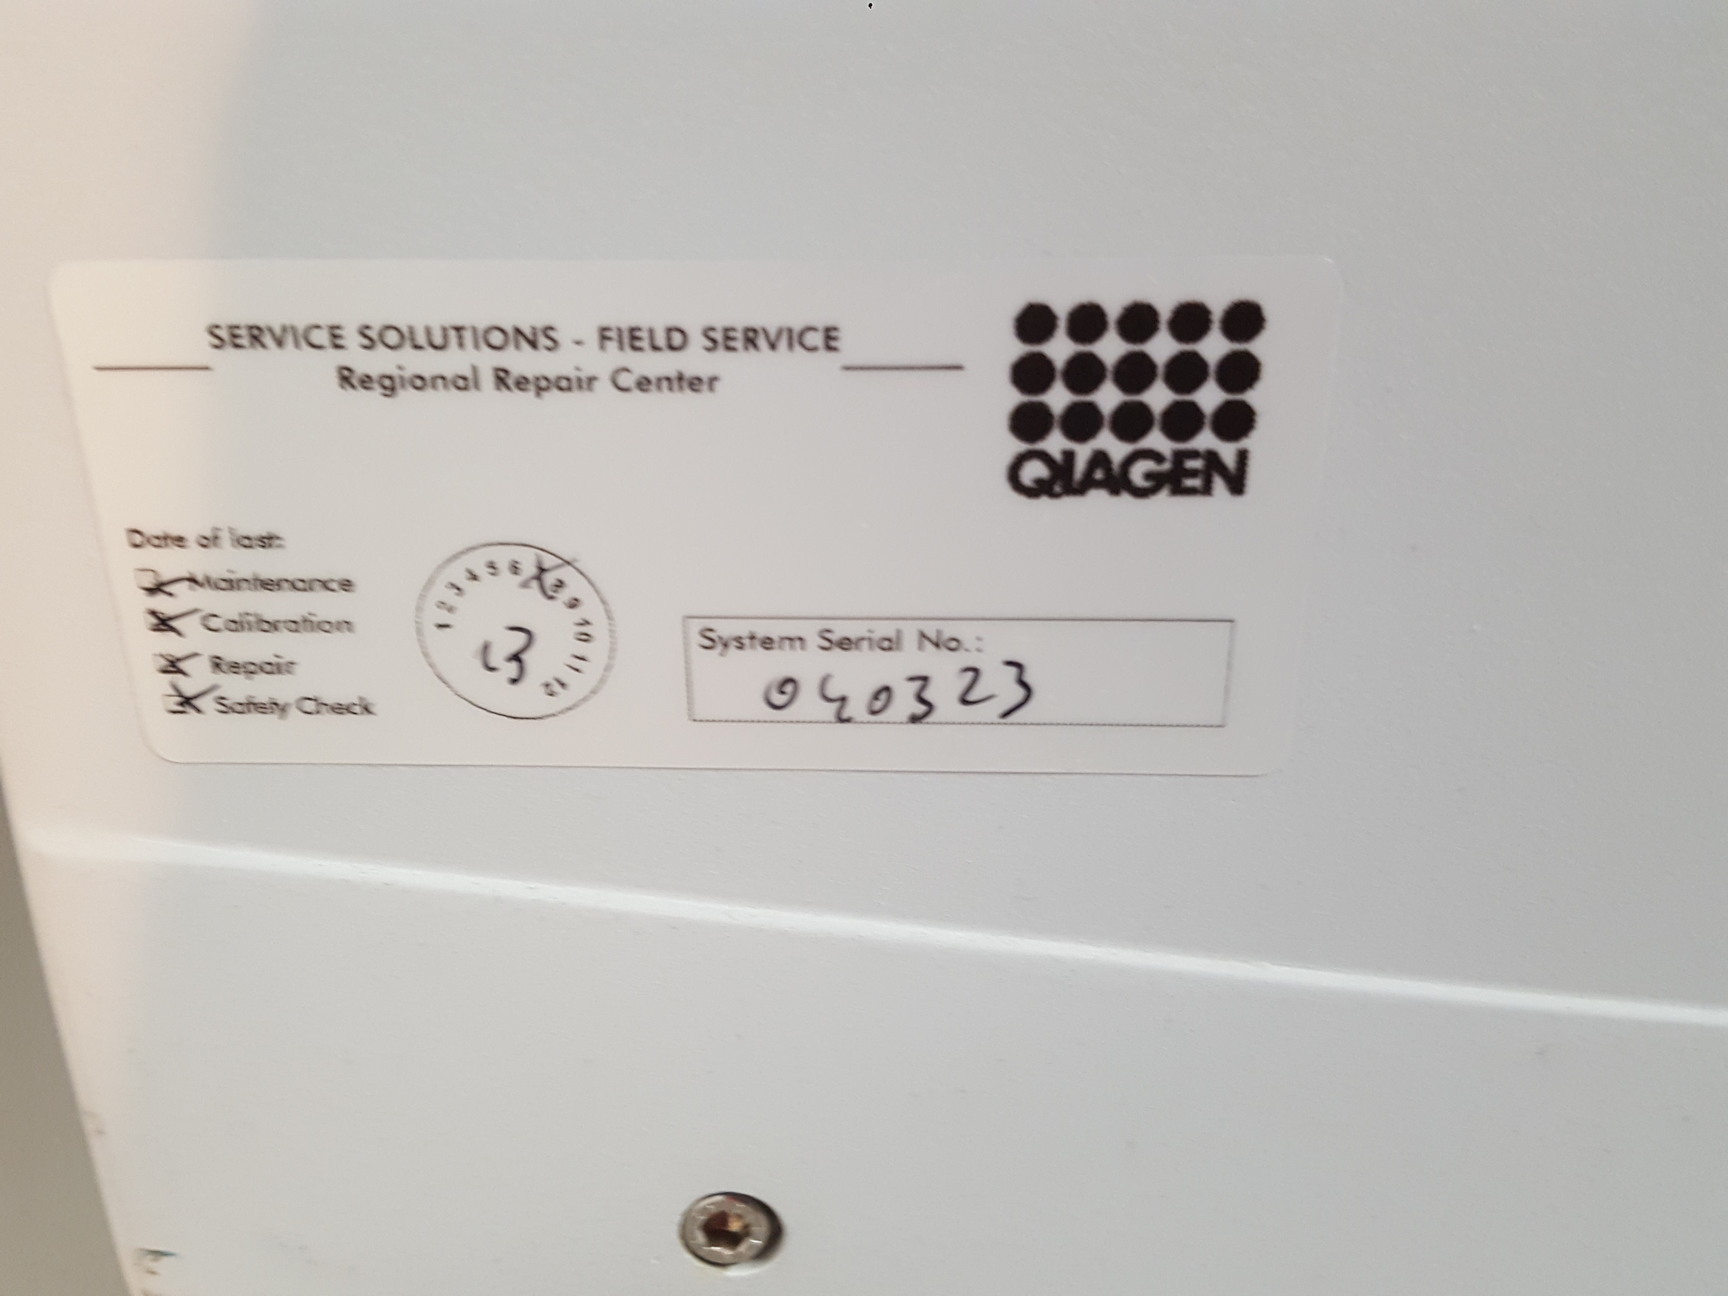 SERVICE SOLUTIONS - FIELD SERVICE
Regional Repair Center
QIAGEN
Date of last:
Maintenance
Calibration
Repair
Safety Check
1 2 3 4 5 6 8 9 10 11 12
13
System Serial No.:
040323